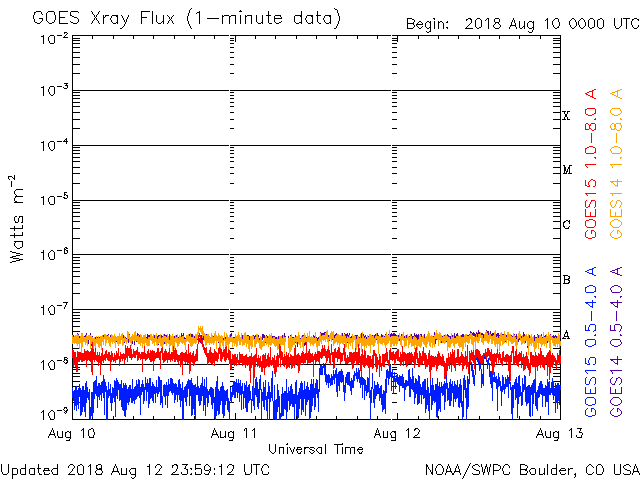 GOES Xray Flux (1-minute data)
Begin: 2018 Aug 10 0000 UTC
10⁻²
10⁻³
10⁻⁴
10⁻⁵
10⁻⁶
10⁻⁷
10⁻⁸
10⁻⁹
Watts m⁻²
X
M
C
B
A
GOES15 1.0-8.0 A
GOES14 1.0-8.0 A
GOES15 0.5-4.0 A
GOES14 0.5-4.0 A
Aug 10 Aug 11 Aug 12 Aug 13
Universal Time
Updated 2018 Aug 12 23:59:12 UTC
NOAA/SWPC Boulder, CO USA